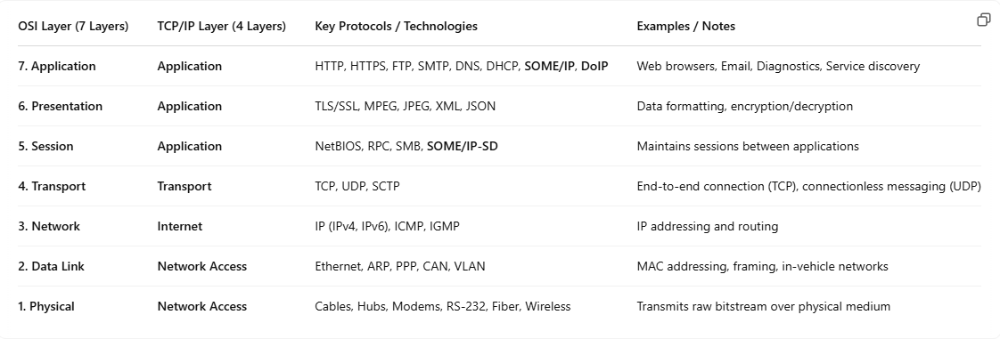 OSI Layer (7 Layers) TCP/IP Layer (4 Layers) Key Protocols / Technologies Examples / Notes
7. Application Application HTTP, HTTPS, FTP, SMTP, DNS, DHCP, SOME/IP, DoIP Web browsers, Email, Diagnostics, Service discovery
6. Presentation Application TLS/SSL, MPEG, JPEG, XML, JSON Data formatting, encryption/decryption
5. Session Application NetBIOS, RPC, SMB, SOME/IP-SD Maintains sessions between applications
4. Transport Transport TCP, UDP, SCTP End-to-end connection (TCP), connectionless messaging (UDP)
3. Network Internet IP (IPv4, IPv6), ICMP, IGMP IP addressing and routing
2. Data Link Network Access Ethernet, ARP, PPP, CAN, VLAN MAC addressing, framing, in-vehicle networks
1. Physical Network Access Cables, Hubs, Modems, RS-232, Fiber, Wireless Transmits raw bitstream over physical medium